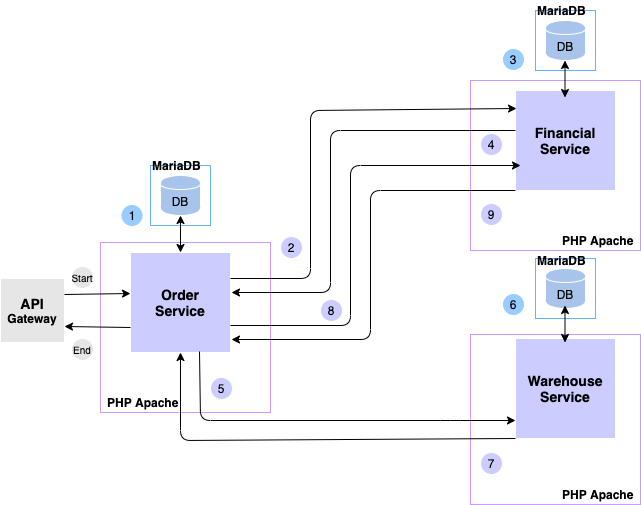 MariaDB
DB
3
Financial
Service
4
9
PHP Apache
MariaDB
DB
1
2
Start
API
Gateway
End
Order
Service
8
5
PHP Apache
MariaDB
DB
6
Warehouse
Service
7
PHP Apache